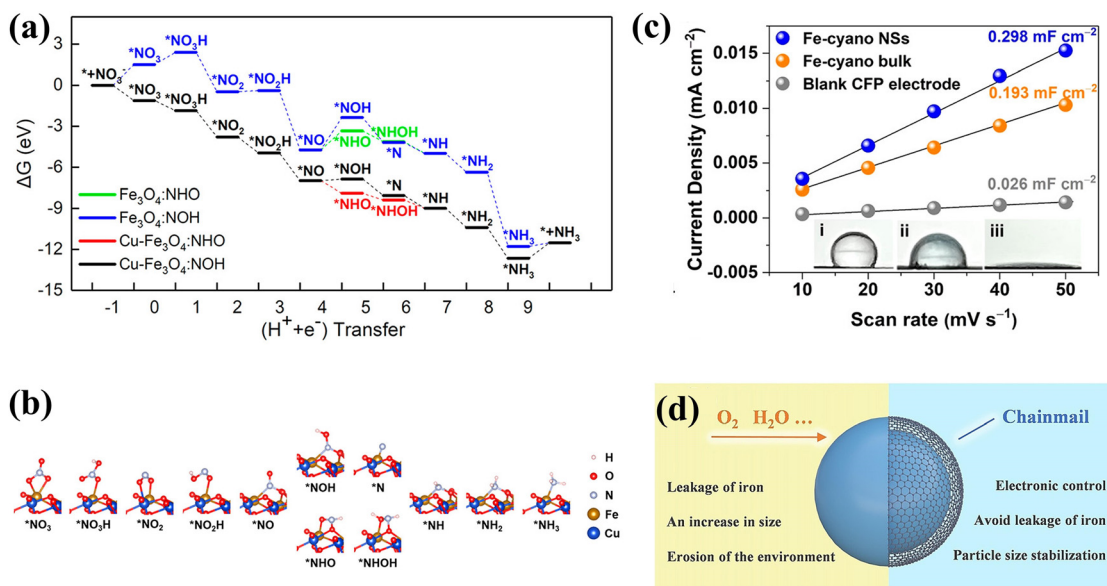 (a)
3
0
-3
-6
-9
-12
-15
ΔG (eV)
*+NO₃⁻
*NO₃
*NO₃H
*NO₂
*NO₂H
*NO
*NOH
*NHO
*NHOH
*N
*NH
*NH₂
*NH₃
*+NH₃
*NO₃
*NO₃H
*NO₂
*NO₂H
*NO
*NOH
*NHO
*N
*NHOH
*NH
*NH₂
*NH₃
Fe₃O₄:NHO
Fe₃O₄:NOH
Cu-Fe₃O₄:NHO
Cu-Fe₃O₄:NOH
-1 0 1 2 3 4 5 6 7 8 9
(H⁺+e⁻) Transfer
(b)
*NO₃
*NO₃H
*NO₂
*NO₂H
*NO
*NOH
*N
*NHO
*NHOH
*NH
*NH₂
*NH₃
H
O
N
Fe
Cu
(c)
Current Density (mA cm⁻²)
0.015
0.010
0.005
0.000
-0.005
Fe-cyano NSs
Fe-cyano bulk
Blank CFP electrode
0.298 mF cm⁻²
0.193 mF cm⁻²
0.026 mF cm⁻²
i
ii
iii
10 20 30 40 50
Scan rate (mV s⁻¹)
(d)
O₂ H₂O ...
Chainmail
Leakage of iron
An increase in size
Erosion of the environment
Electronic control
Avoid leakage of iron
Particle size stabilization